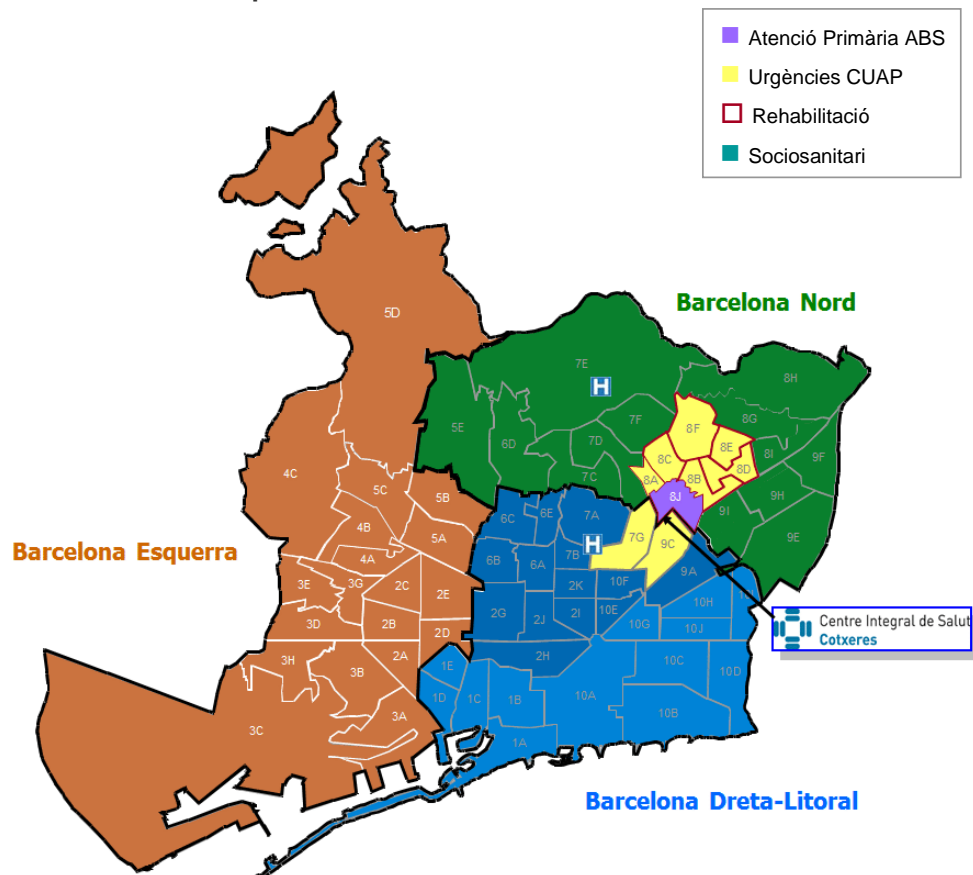 Atenció Primària ABS
Urgències CUAP
Rehabilitació
Sociosanitari
Barcelona Nord
5D
7E
H
8H
5E
6D
7F
7D
7C
8G
8F
8E
8I
9F
8C
8D
8A
8B
8J
9H
9I
9E
4C
5C
5B
4B
5A
4A
Barcelona Esquerra
3E
3G
2C
2E
3D
2B
2D
3H
2A
3B
3C
3A
6C
6E
7A
H
7G
9C
7B
6B
6A
2K
10F
9A
2G
2J
2I
10E
10H
10G
10J
2H
1E
1D
1C
1B
10A
10C
10D
10B
1A
Centre Integral de Salut
Cotxeres
Barcelona Dreta-Litoral